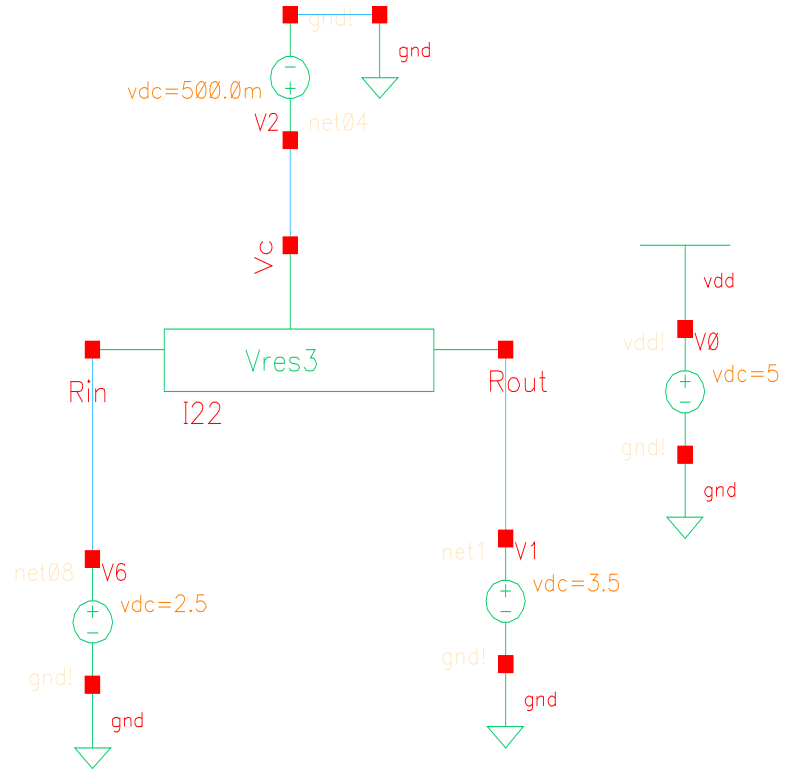 gnd!
gnd
vdc=500.0m
V2
net04
Vc
vdd
Vres3
vdd!
V0
Rin
Rout
vdc=5
I22
gnd!
gnd
net1
V1
net08
V6
vdc=3.5
vdc=2.5
gnd!
gnd!
gnd
gnd